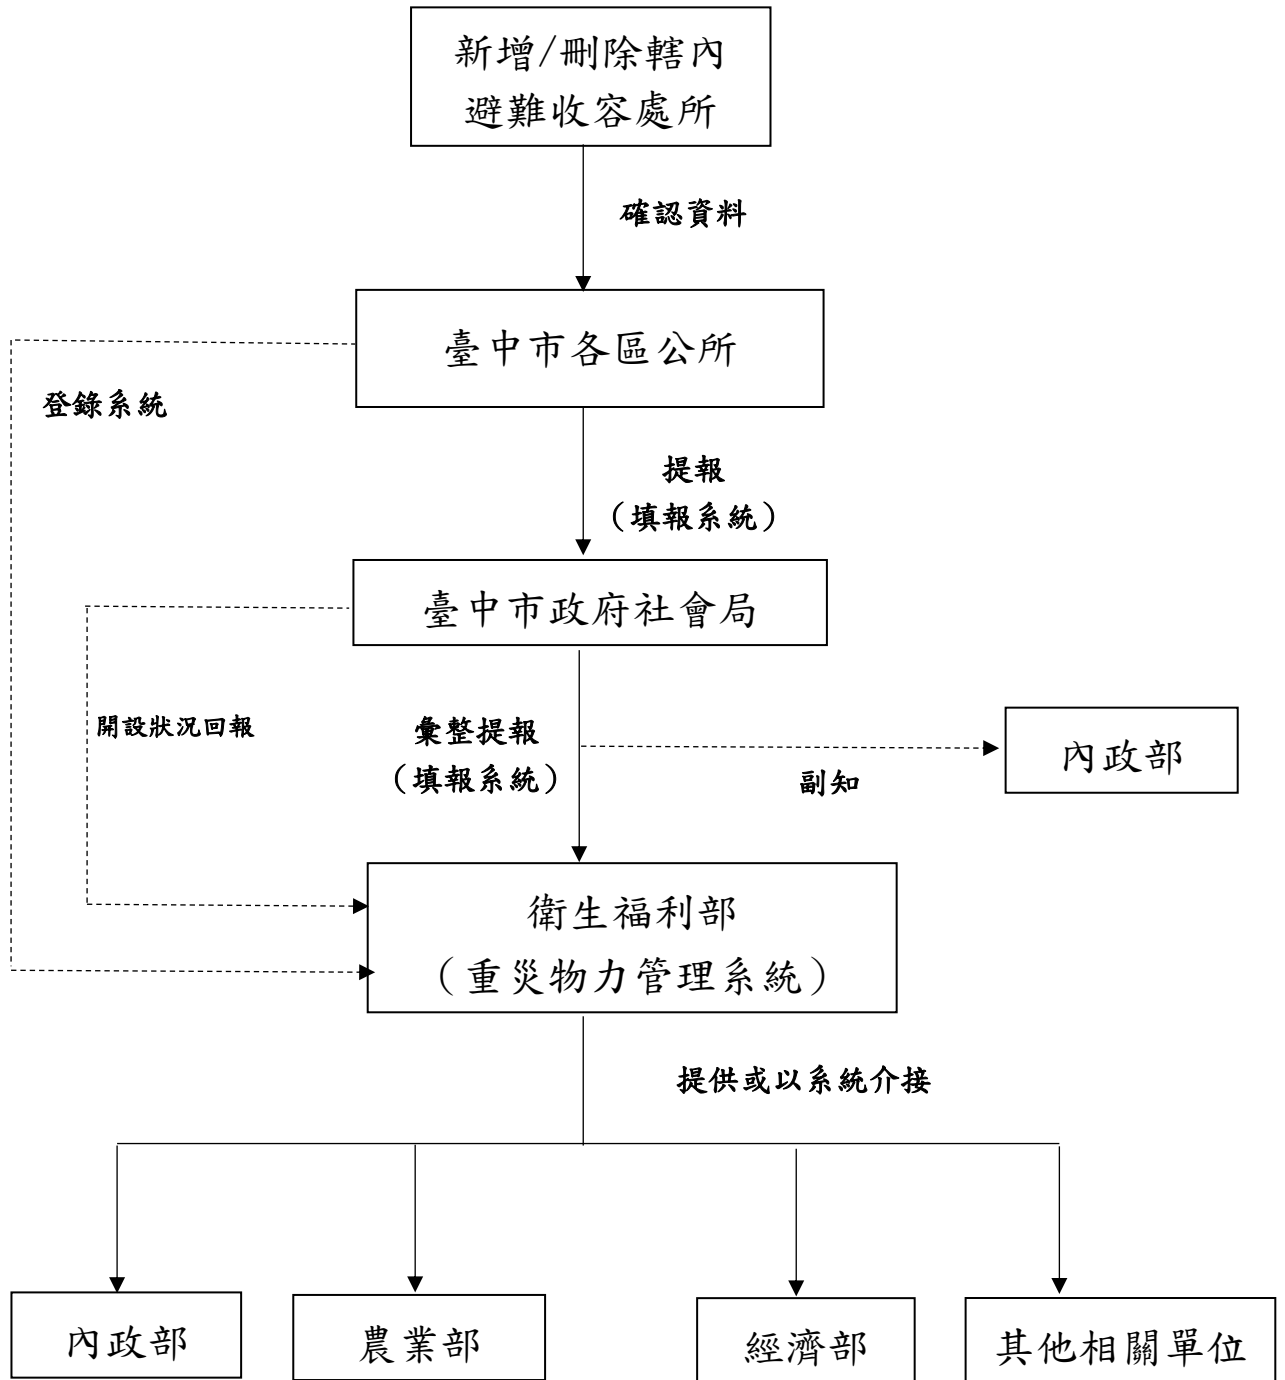 新增/刪除轄內
避難收容處所
確認資料
臺中市各區公所
登錄系統
提報
（填報系統）
臺中市政府社會局
開設狀況回報
彙整提報
（填報系統）
副知
內政部
衛生福利部
（重災物力管理系統）
提供或以系統介接
內政部
農業部
經濟部
其他相關單位